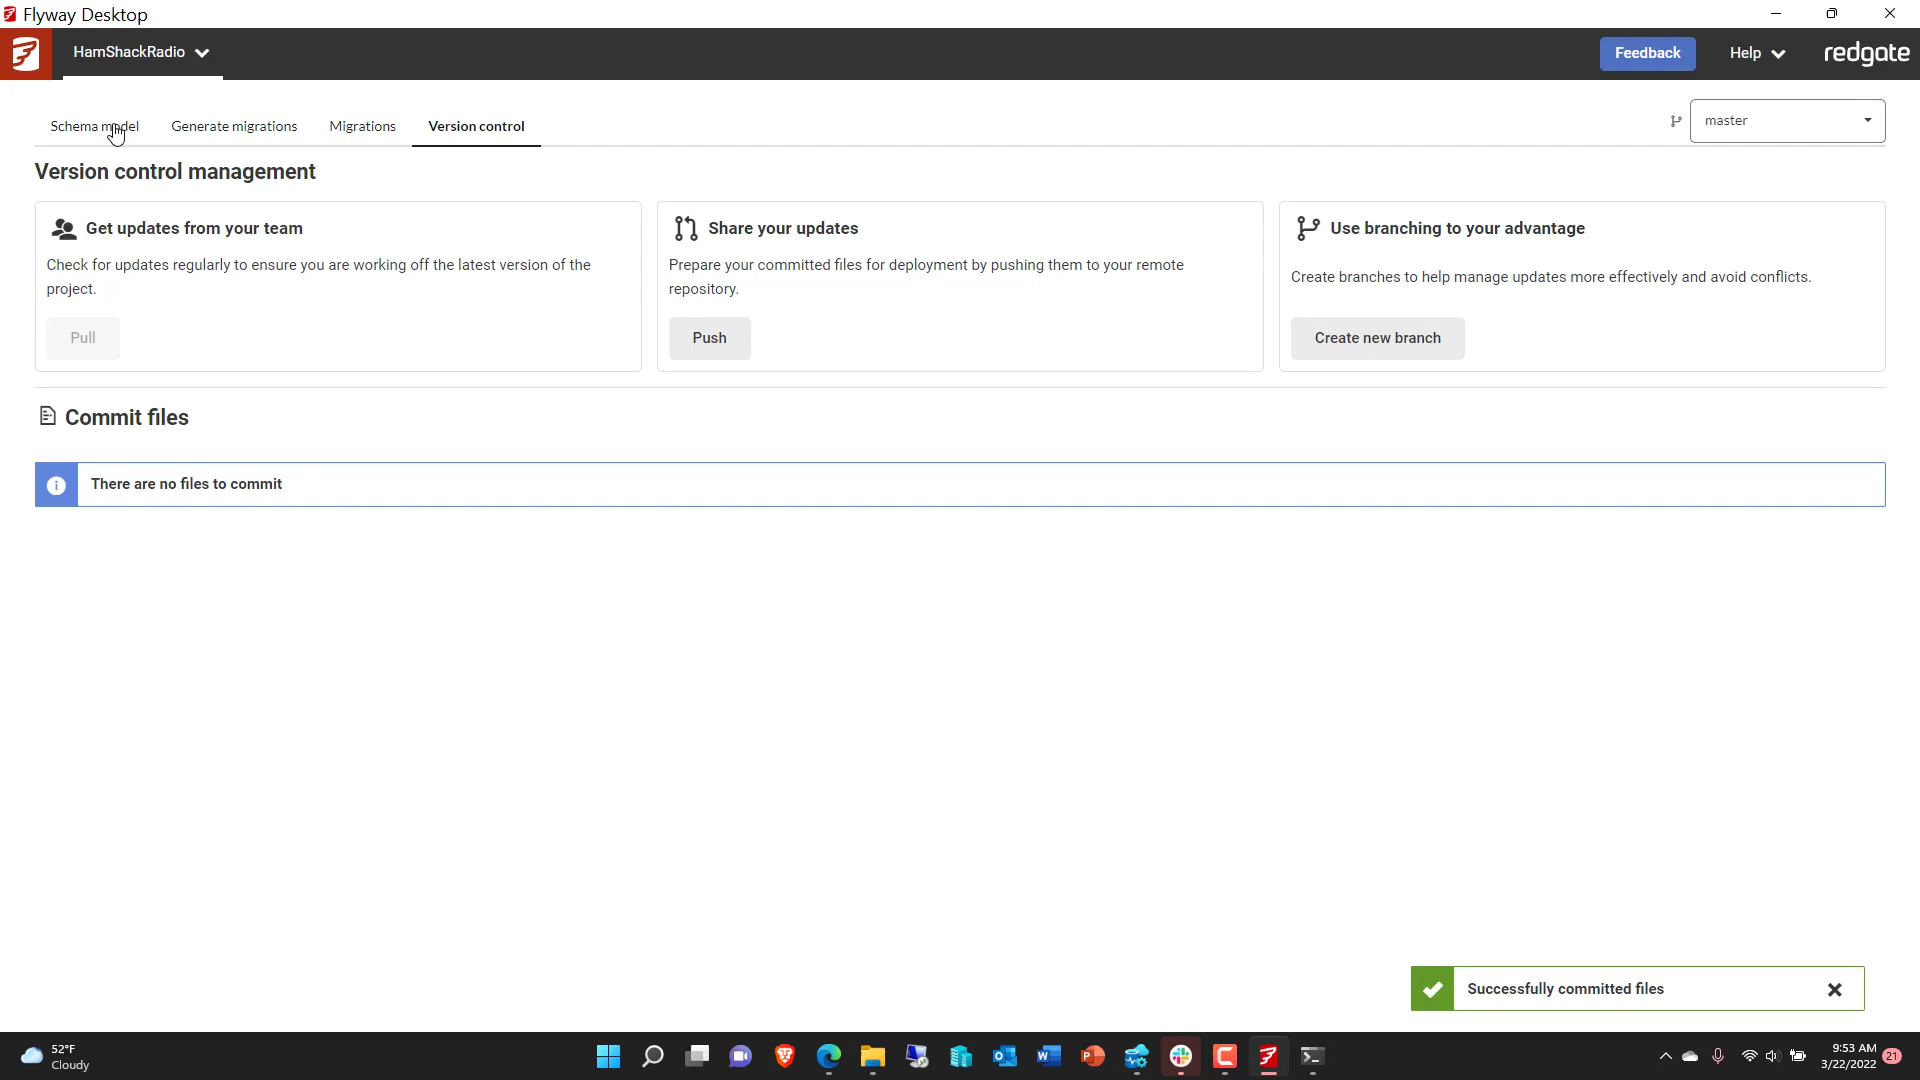 Flyway Desktop
HamShackRadio
Feedback
Help
redgate
Schema model
Generate migrations
Migrations
Version control
master
Version control management
Get updates from your team
Check for updates regularly to ensure you are working off the latest version of the
project.
Pull
Share your updates
Prepare your committed files for deployment by pushing them to your remote
repository.
Push
Use branching to your advantage
Create branches to help manage updates more effectively and avoid conflicts.
Create new branch
Commit files
There are no files to commit
Successfully committed files
52°F
Cloudy
9:53 AM
3/22/2022
21